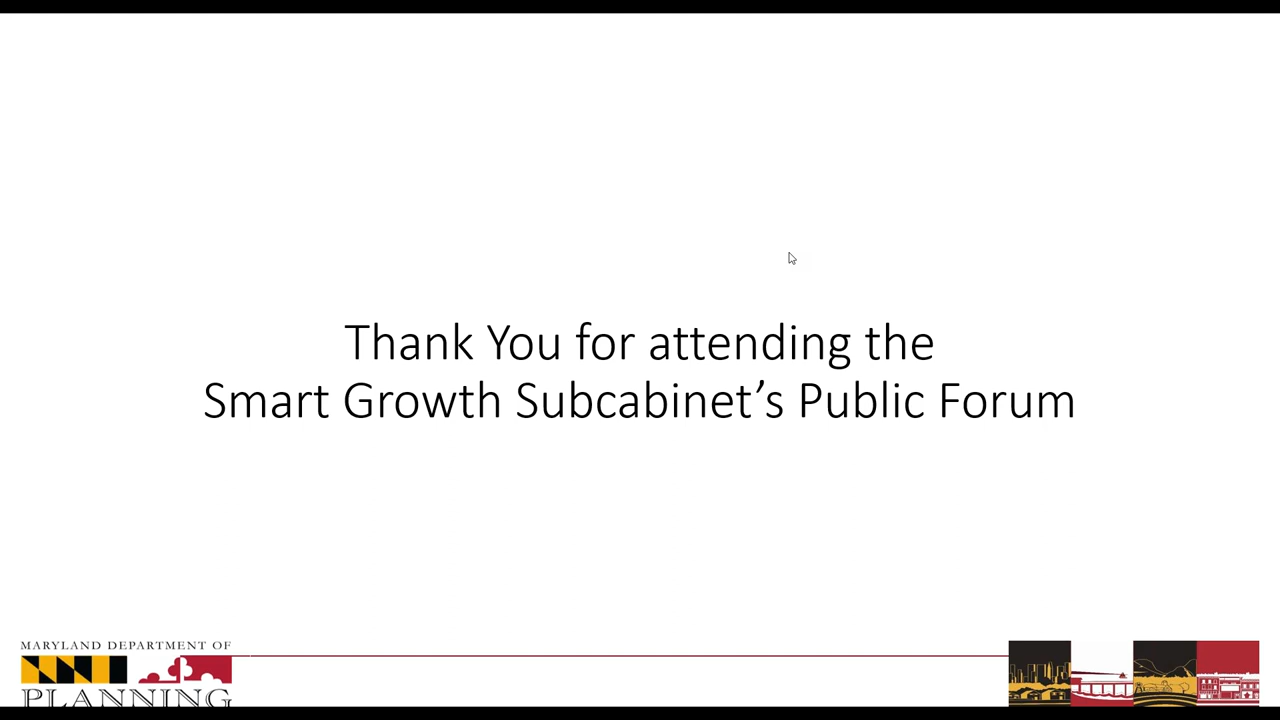 Thank You for attending the
Smart Growth Subcabinet’s Public Forum
MARYLAND DEPARTMENT OF
PLANNING